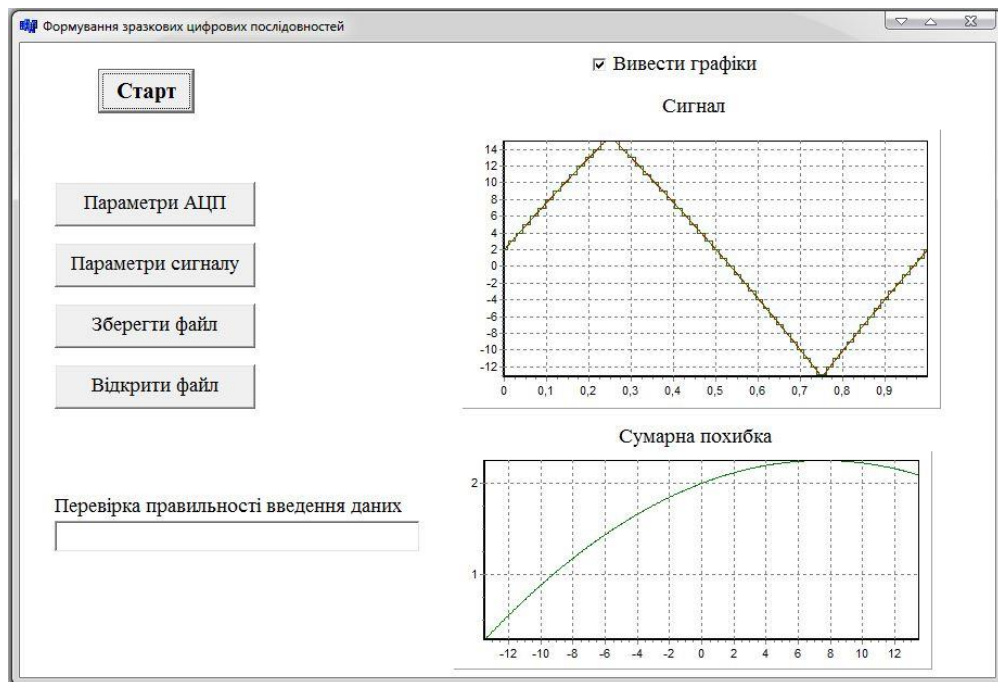 Формування зразкових цифрових послідовностей
Старт
Параметри АЦП
Параметри сигналу
Зберегти файл
Відкрити файл
Перевірка правильності введення даних
Вивести графіки
Сигнал
14
12
10
8
6
4
2
0
-2
-4
-6
-8
-10
-12
0 0,1 0,2 0,3 0,4 0,5 0,6 0,7 0,8 0,9
Сумарна похибка
2
1
-12 -10 -8 -6 -4 -2 0 2 4 6 8 10 12